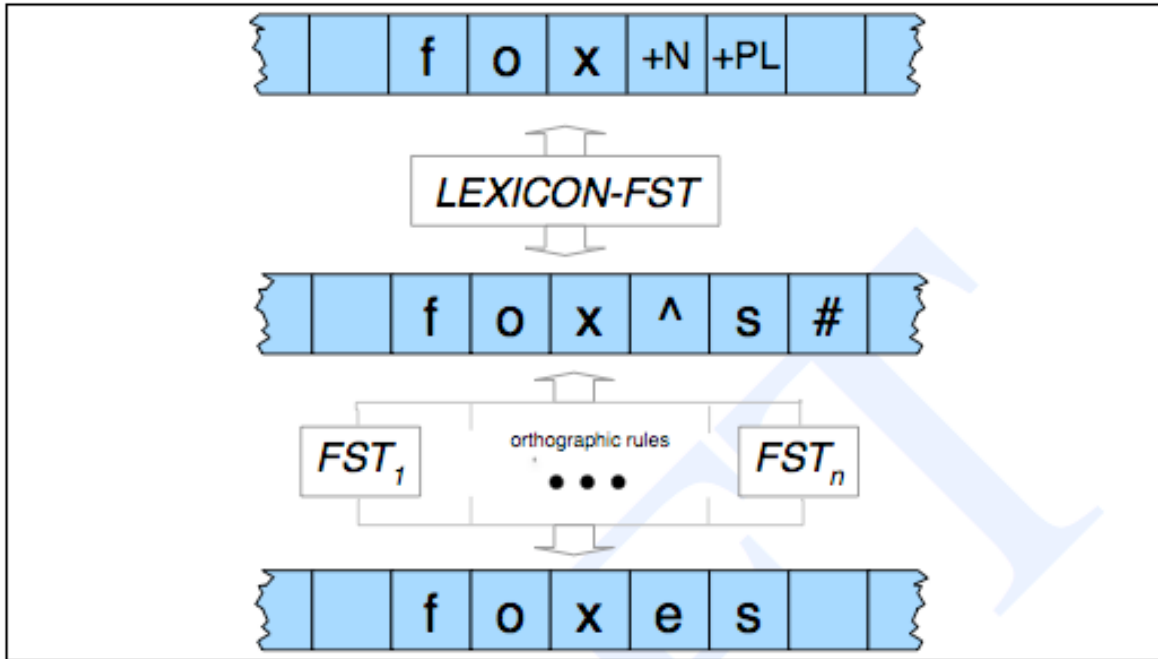 f o x +N +PL
LEXICON-FST
f o x ^ s #
orthographic rules
FST1 ... FSTn
f o x e s